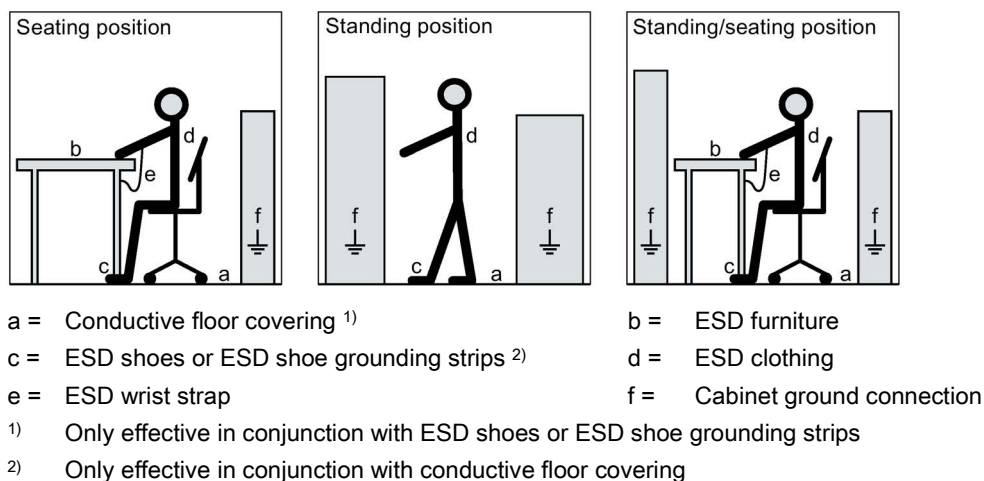 Seating position
Standing position
Standing/seating position
b
d
e
f
c
a
d
f
f
c
a
f
b
d
e
f
c
a
a = Conductive floor covering 1)
b = ESD furniture
c = ESD shoes or ESD shoe grounding strips 2)
d = ESD clothing
e = ESD wrist strap
f = Cabinet ground connection
1) Only effective in conjunction with ESD shoes or ESD shoe grounding strips
2) Only effective in conjunction with conductive floor covering